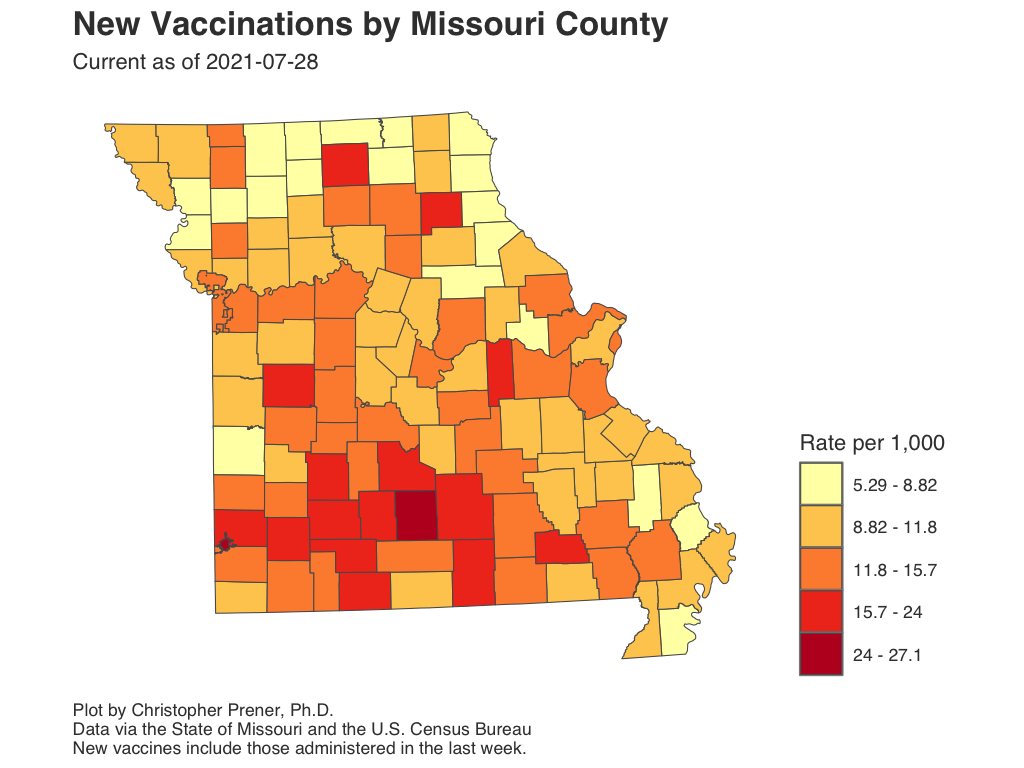 New Vaccinations by Missouri County
Current as of 2021-07-28
Rate per 1,000
5.29 - 8.82
8.82 - 11.8
11.8 - 15.7
15.7 - 24
24 - 27.1
Plot by Christopher Prener, Ph.D.
Data via the State of Missouri and the U.S. Census Bureau
New vaccines include those administered in the last week.